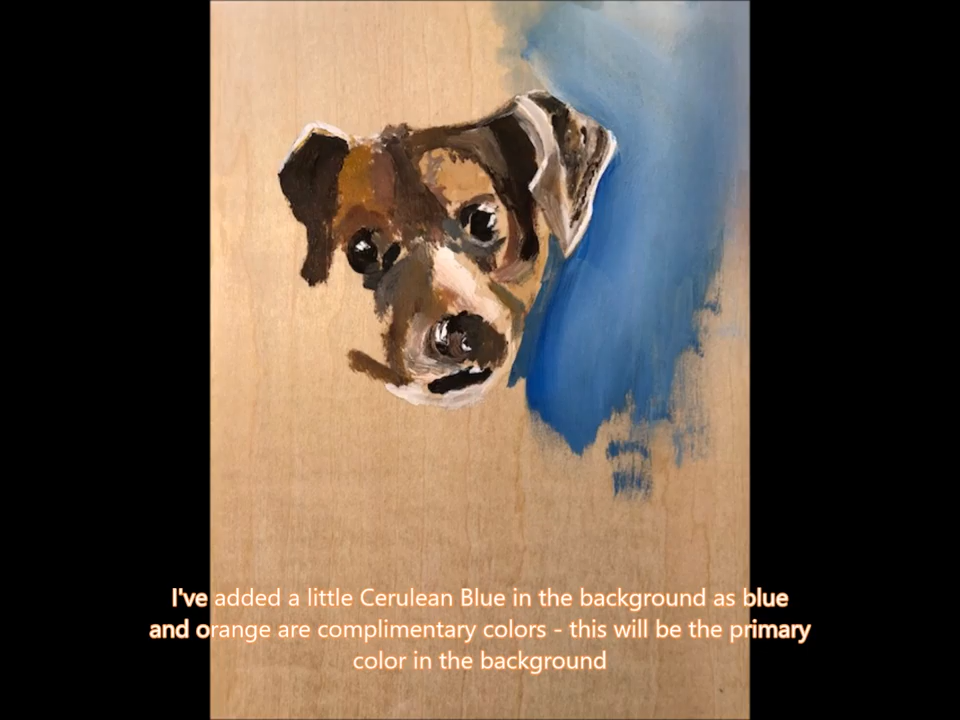 I've added a little Cerulean Blue in the background as blue
and orange are complimentary colors - this will be the primary
color in the background